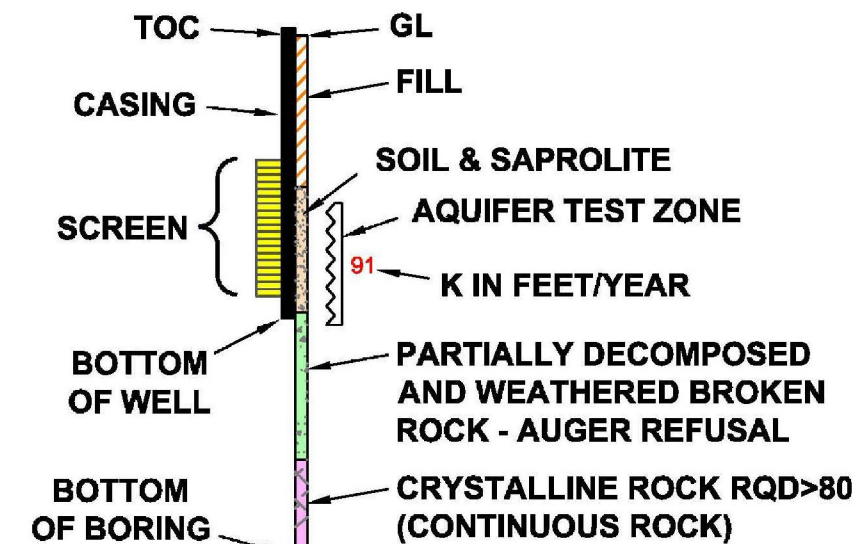 TOC
GL
CASING
FILL
SOIL & SAPROLITE
SCREEN
AQUIFER TEST ZONE
91
K IN FEET/YEAR
BOTTOM
OF WELL
PARTIALLY DECOMPOSED
AND WEATHERED BROKEN
ROCK - AUGER REFUSAL
BOTTOM
OF BORING
CRYSTALLINE ROCK RQD>80
(CONTINUOUS ROCK)